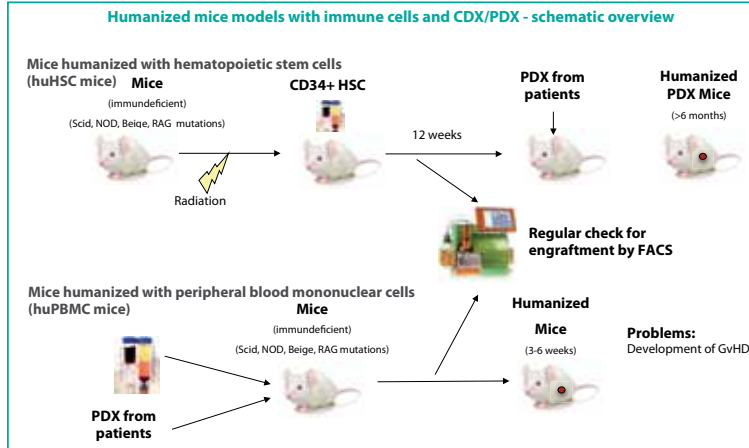 Humanized mice models with immune cells and CDX/PDX - schematic overview
Mice humanized with hematopoietic stem cells
(huHSC mice)
Mice
(immundeficient)
(Scid, NOD, Beige, RAG mutations)
CD34+ HSC
PDX from
patients
Humanized
PDX Mice
(>6 months)
12 weeks
Radiation
Regular check for
engraftment by FACS
Mice humanized with peripheral blood mononuclear cells
(huPBMC mice)
Mice
(immundeficient)
(Scid, NOD, Beige, RAG mutations)
Humanized
Mice
(3-6 weeks)
Problems:
Development of GvHD
PDX from
patients